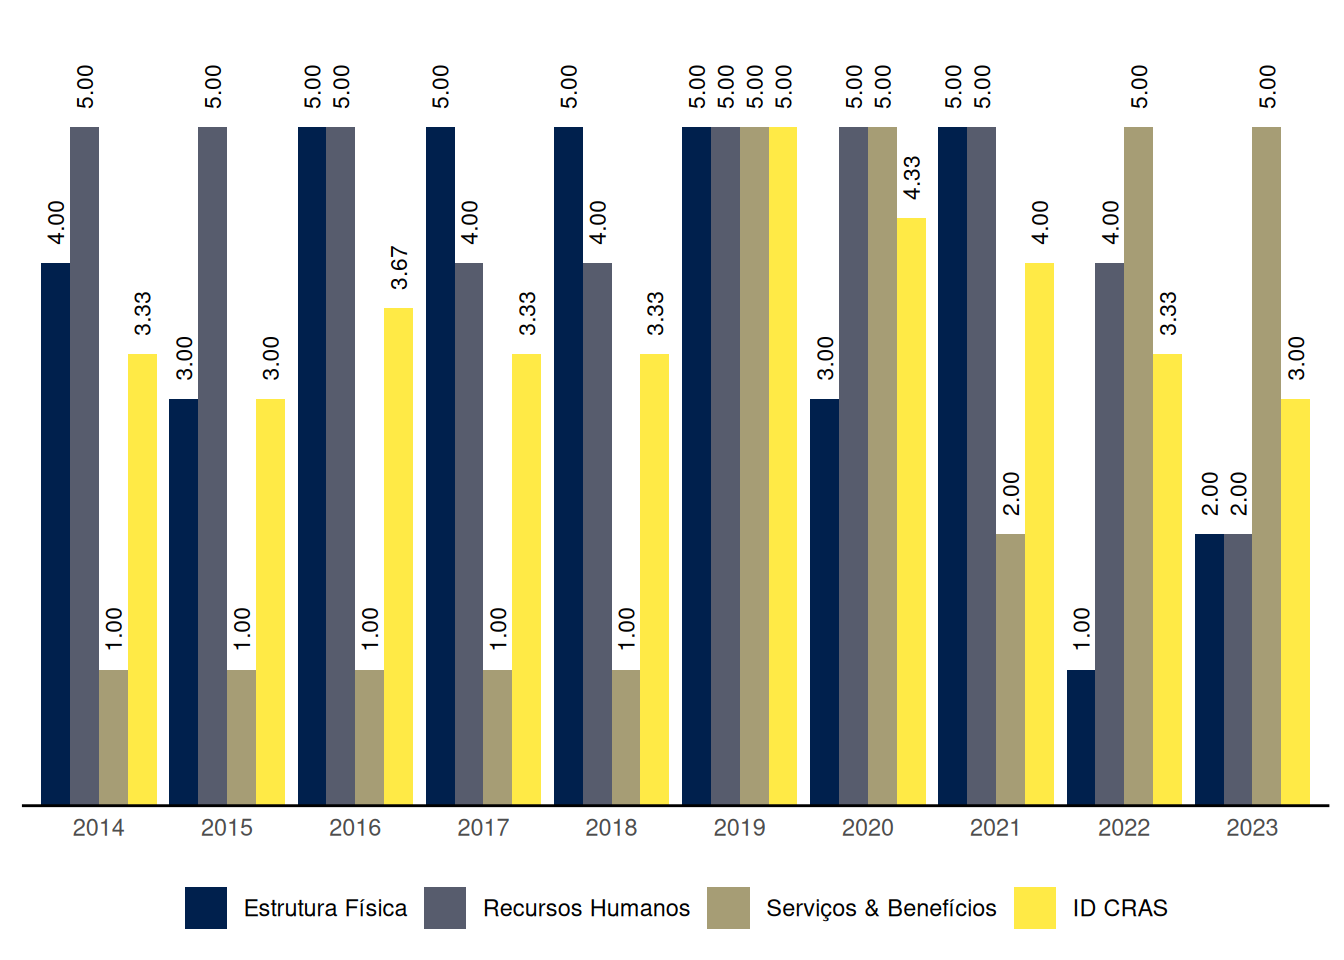 4.00 5.00 1.00 3.33
3.00 5.00 1.00 3.00
5.00 5.00 1.00 3.67
5.00 4.00 1.00 3.33
5.00 4.00 1.00 3.33
5.00 5.00 5.00 5.00
3.00 5.00 5.00 4.33
5.00 5.00 2.00 4.00
1.00 4.00 5.00 3.33
2.00 2.00 5.00 3.00
2014 2015 2016 2017 2018 2019 2020 2021 2022 2023
Estrutura Física Recursos Humanos Serviços & Benefícios ID CRAS